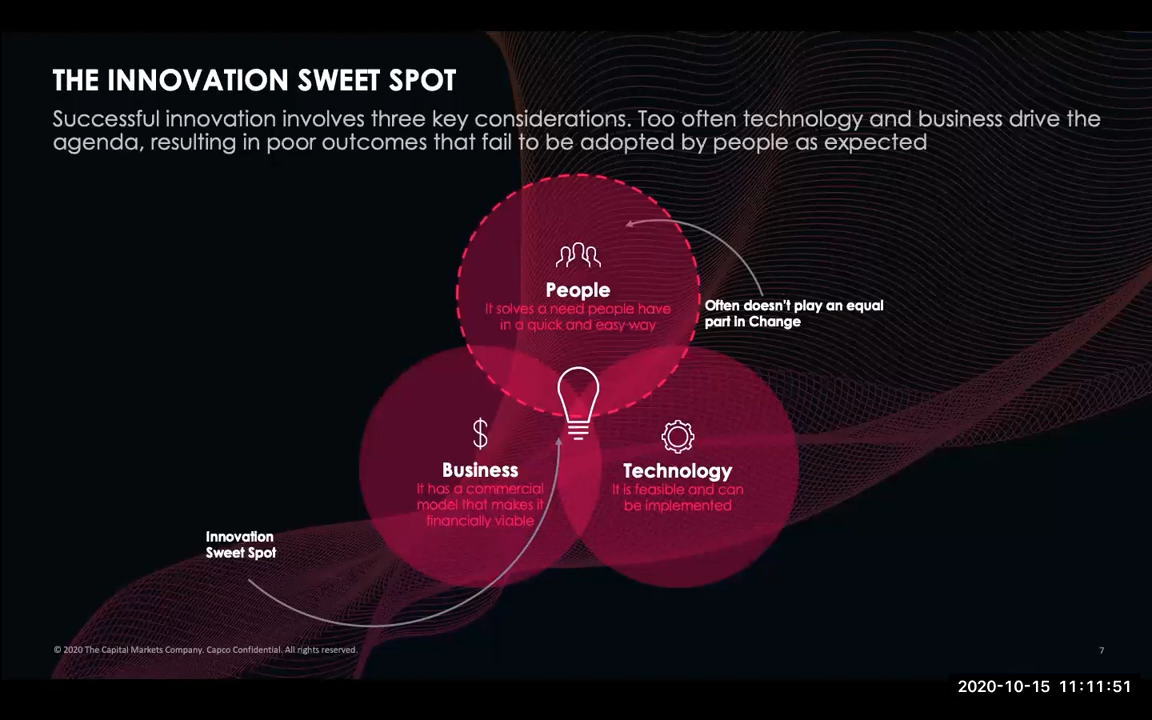 THE INNOVATION SWEET SPOT
Successful innovation involves three key considerations. Too often technology and business drive the
agenda, resulting in poor outcomes that fail to be adopted by people as expected
People
It solves a need people have
in a quick and easy way
Often doesn't play an equal
part in Change
$
Business
It has a commercial
model that makes it
financially viable
Technology
It is feasible and can
be implemented
Innovation
Sweet Spot
© 2020 The Capital Markets Company. Capco Confidential. All rights reserved.
7
2020-10-15 11:11:51